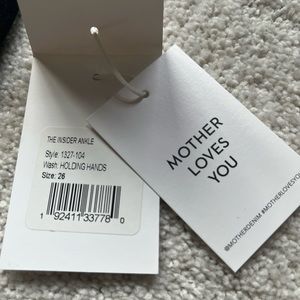 THE INSIDER ANKLE
Style: 1327-104
Wash: HOLDING HANDS
Size: 26
1 92411 33778 0
MOTHER
LOVES
YOU
@MOTHERDENIM #MOTHERLOVESYOU